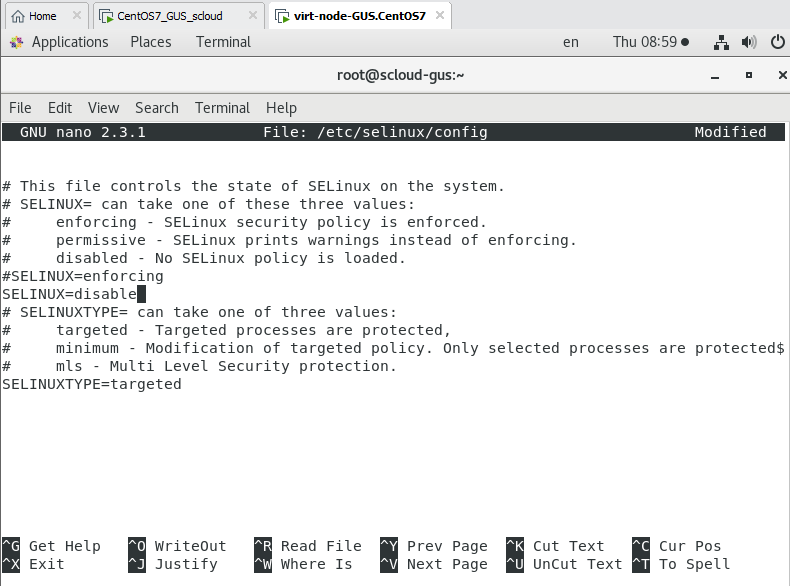 Home CentOS7_GUS_scloud virt-node-GUS.CentOS7
Applications Places Terminal en Thu 08:59
root@scloud-gus:~
File Edit View Search Terminal Help
GNU nano 2.3.1 File: /etc/selinux/config Modified
# This file controls the state of SELinux on the system.
# SELINUX= can take one of these three values:
#     enforcing - SELinux security policy is enforced.
#     permissive - SELinux prints warnings instead of enforcing.
#     disabled - No SELinux policy is loaded.
#SELINUX=enforcing
SELINUX=disable
# SELINUXTYPE= can take one of three values:
#     targeted - Targeted processes are protected,
#     minimum - Modification of targeted policy. Only selected processes are protected$
#     mls - Multi Level Security protection.
SELINUXTYPE=targeted
^G Get Help ^O WriteOut ^R Read File ^Y Prev Page ^K Cut Text ^C Cur Pos
^X Exit ^J Justify ^W Where Is ^V Next Page ^U UnCut Text ^T To Spell